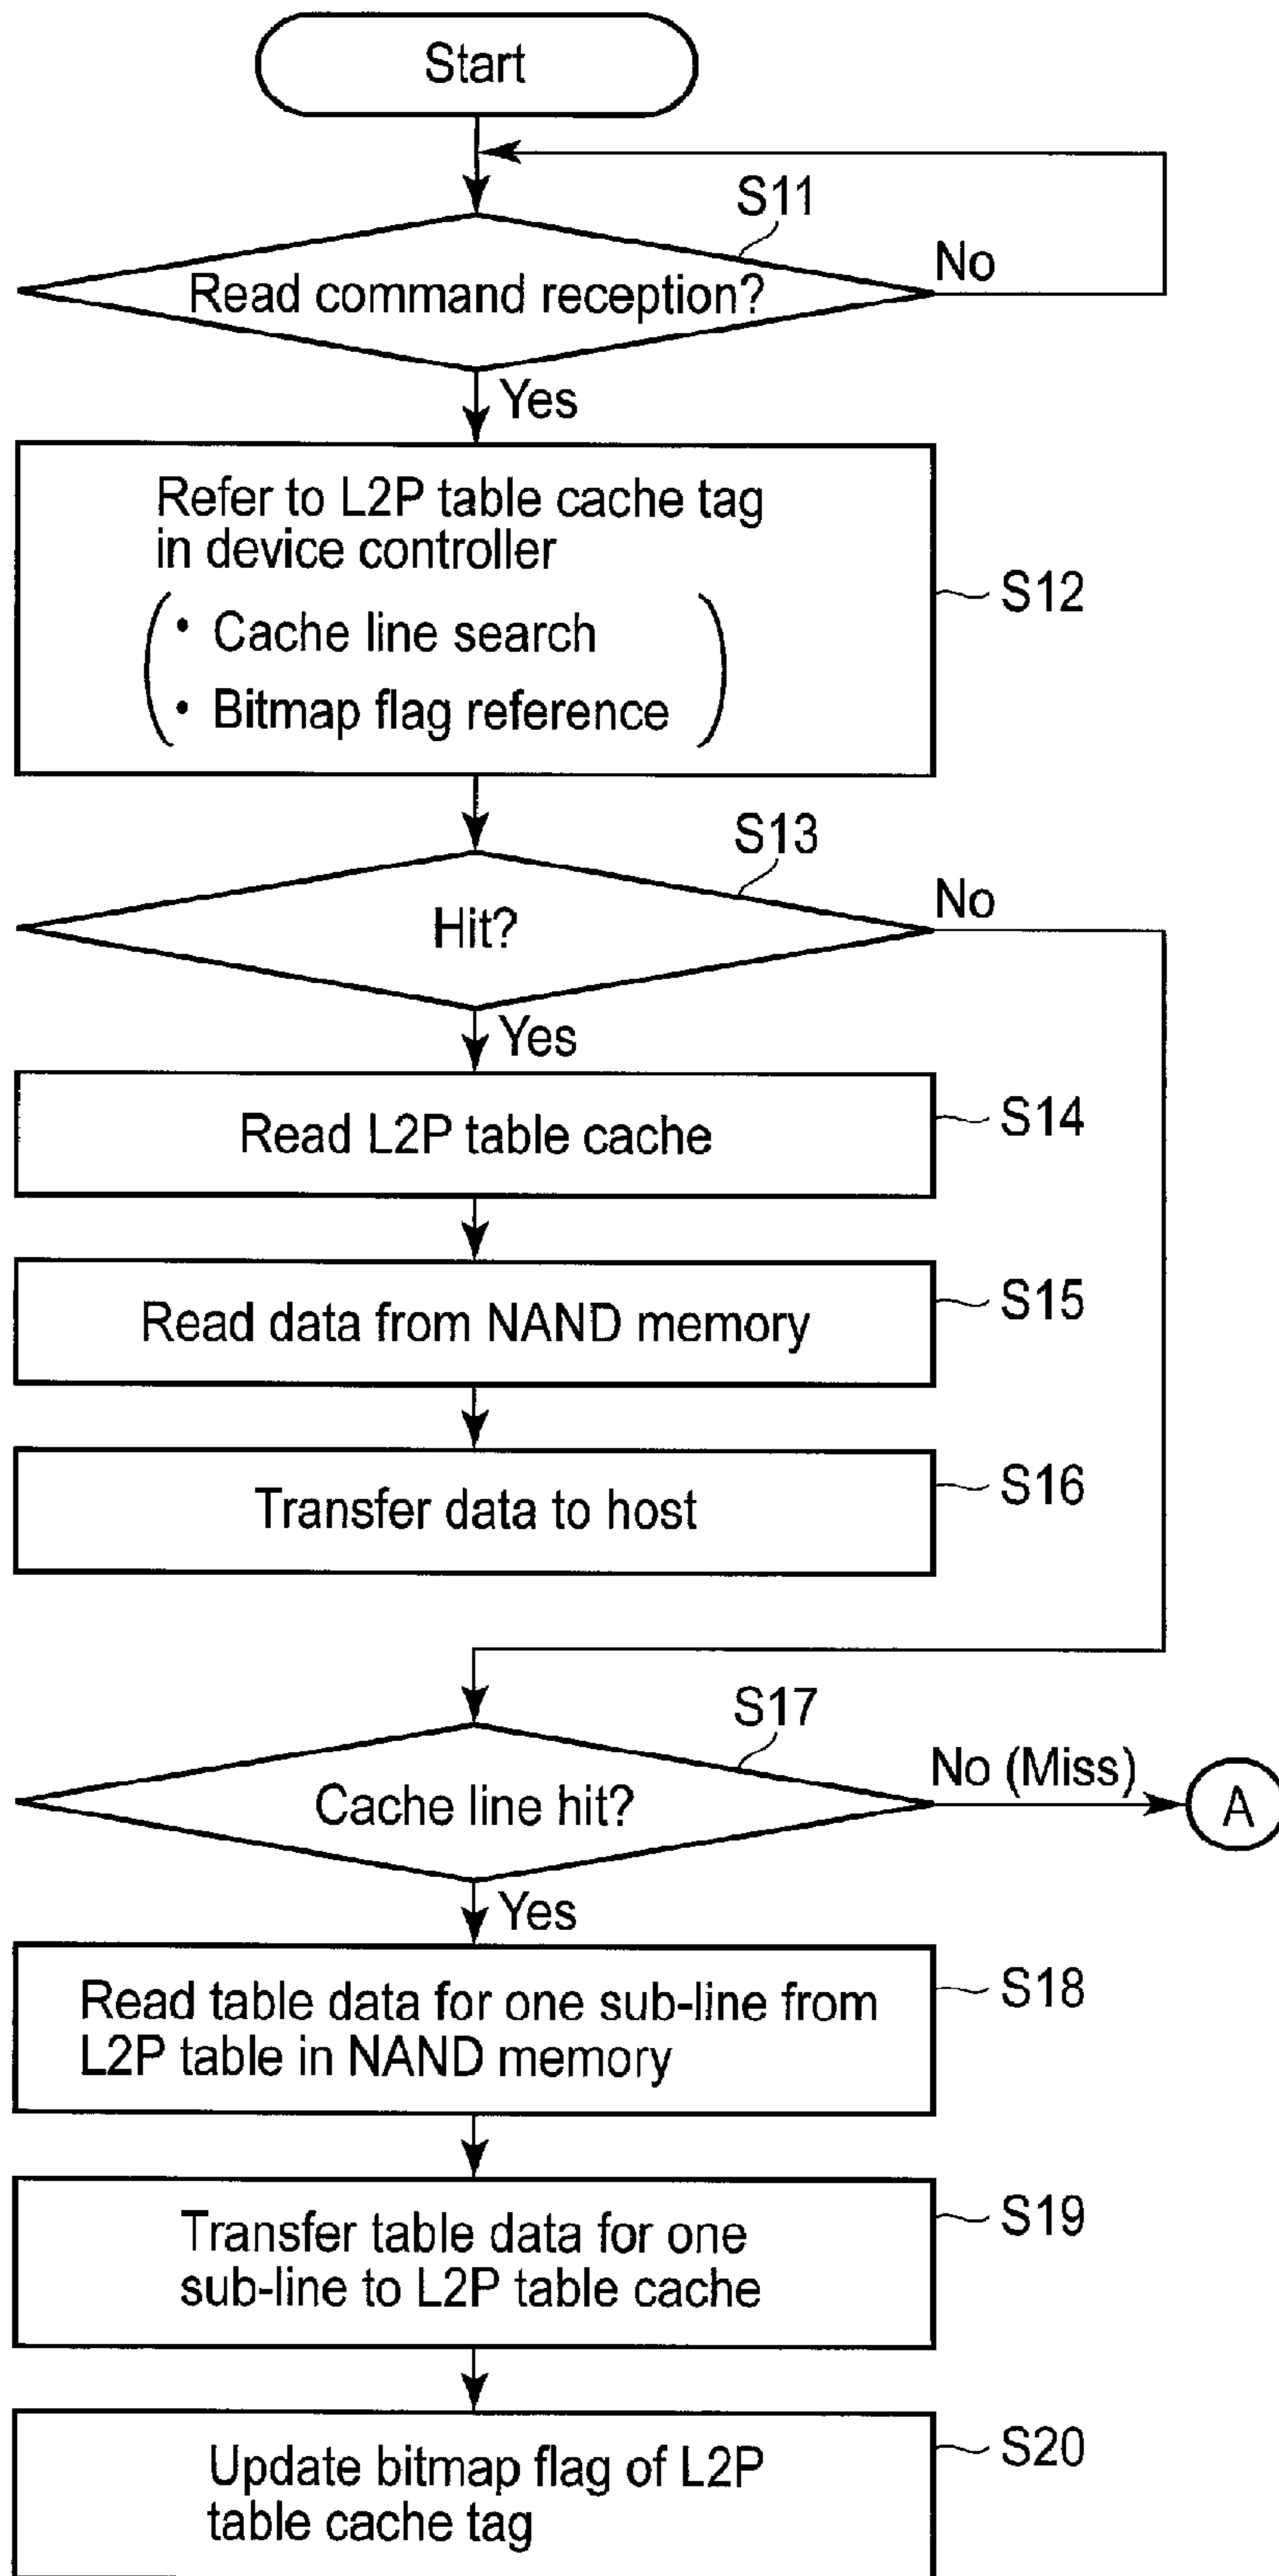 Start
S11
Read command reception?
No
Yes
Refer to L2P table cache tag
in device controller
• Cache line search
• Bitmap flag reference
S12
S13
Hit?
No
Yes
Read L2P table cache
S14
Read data from NAND memory
S15
Transfer data to host
S16
S17
Cache line hit?
No (Miss)
A
Yes
Read table data for one sub-line from
L2P table in NAND memory
S18
Transfer table data for one
sub-line to L2P table cache
S19
Update bitmap flag of L2P
table cache tag
S20